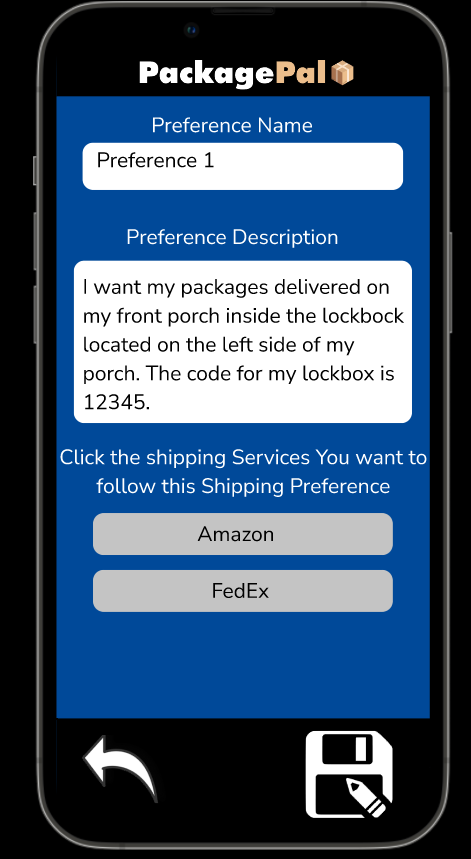 PackagePal
Preference Name
Preference 1
Preference Description
I want my packages delivered on
my front porch inside the lockbock
located on the left side of my
porch. The code for my lockbox is
12345.
Click the shipping Services You want to
follow this Shipping Preference
Amazon
FedEx